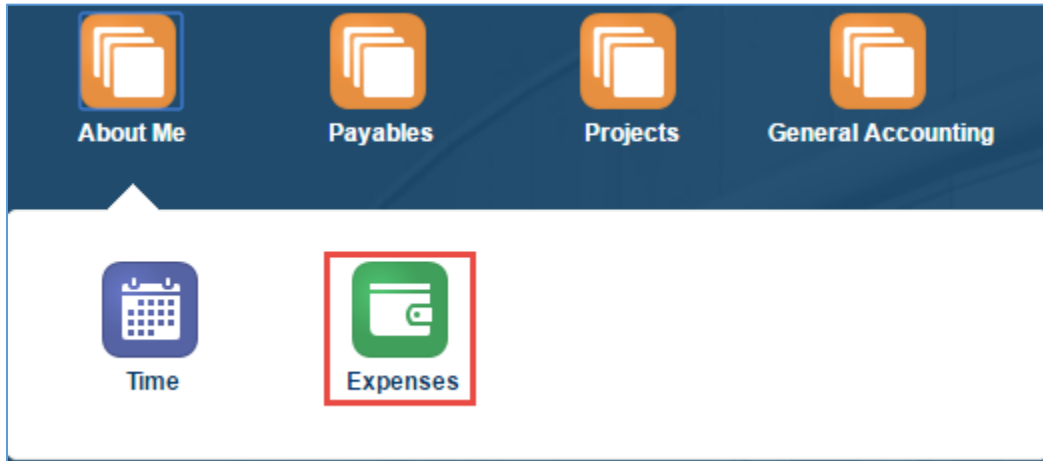 About Me
Payables
Projects
General Accounting
Time
Expenses